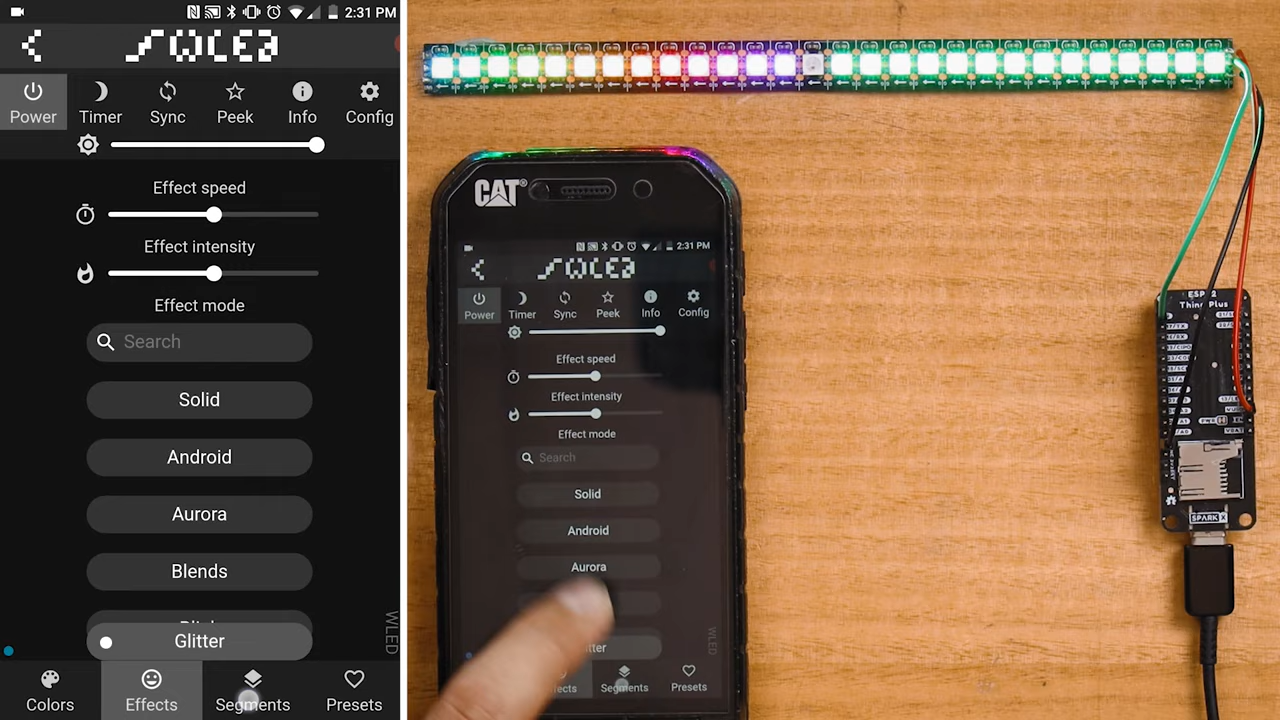 2:31 PM
WLED
Power Timer Sync Peek Info Config
Effect speed
Effect intensity
Effect mode
Search
Solid
Android
Aurora
Blends
Glitter
WLED
Colors Effects Segments Presets
CAT®
2:31 PM
WLED
Power Timer Sync Peek Info Config
Effect speed
Effect intensity
Effect mode
Search
Solid
Android
Aurora
WLED
Segments Presets
Thing Plus
SPARK X